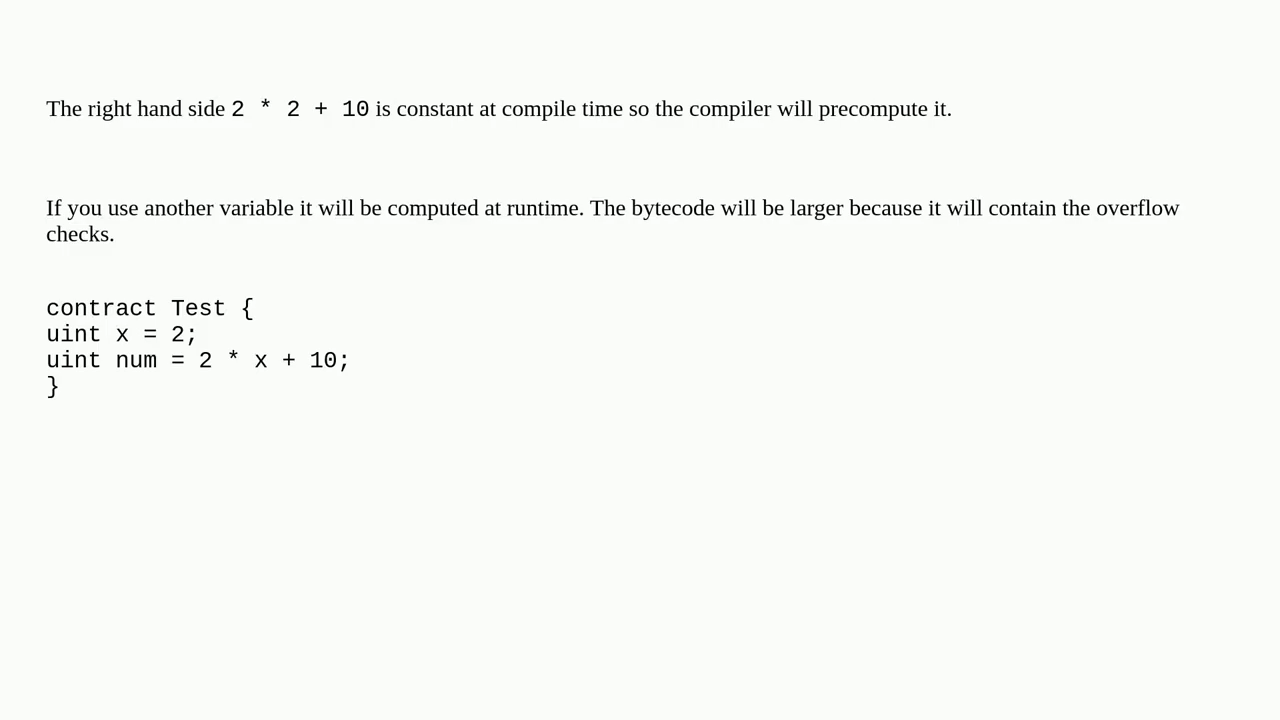 The right hand side 2 * 2 + 10 is constant at compile time so the compiler will precompute it.
If you use another variable it will be computed at runtime. The bytecode will be larger because it will contain the overflow
checks.
contract Test {
uint x = 2;
uint num = 2 * x + 10;
}